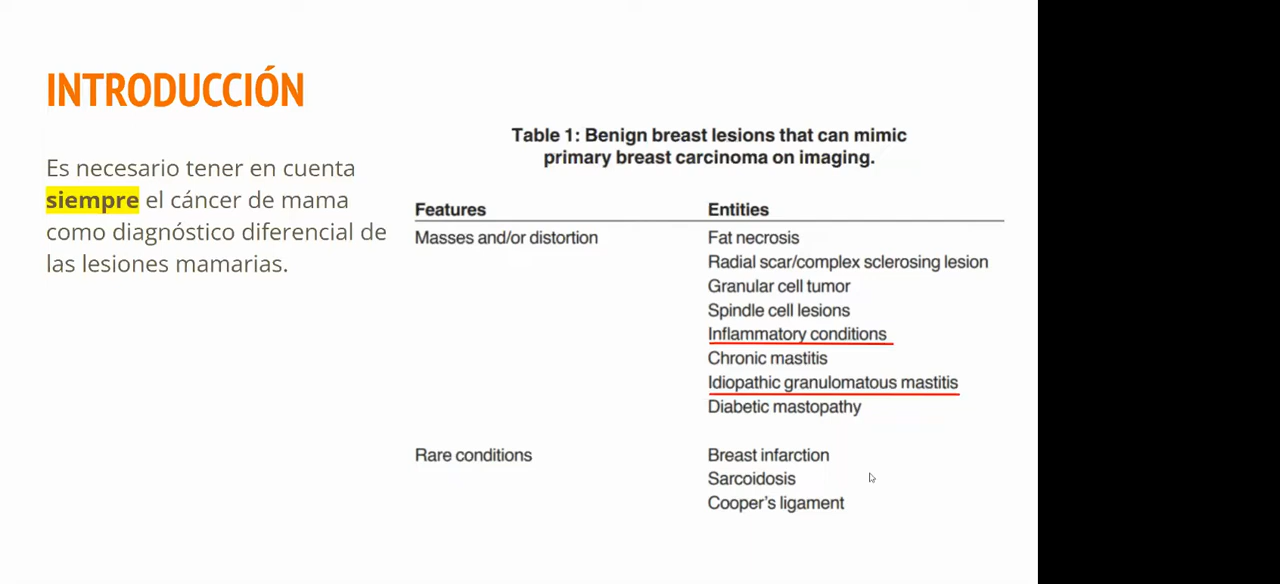 INTRODUCCIÓN
Es necesario tener en cuenta
siempre el cáncer de mama
como diagnóstico diferencial de
las lesiones mamarias.
Table 1: Benign breast lesions that can mimic
primary breast carcinoma on imaging.
Features Entities
Masses and/or distortion Fat necrosis
Radial scar/complex sclerosing lesion
Granular cell tumor
Spindle cell lesions
Inflammatory conditions
Chronic mastitis
Idiopathic granulomatous mastitis
Diabetic mastopathy
Rare conditions Breast infarction
Sarcoidosis
Cooper's ligament